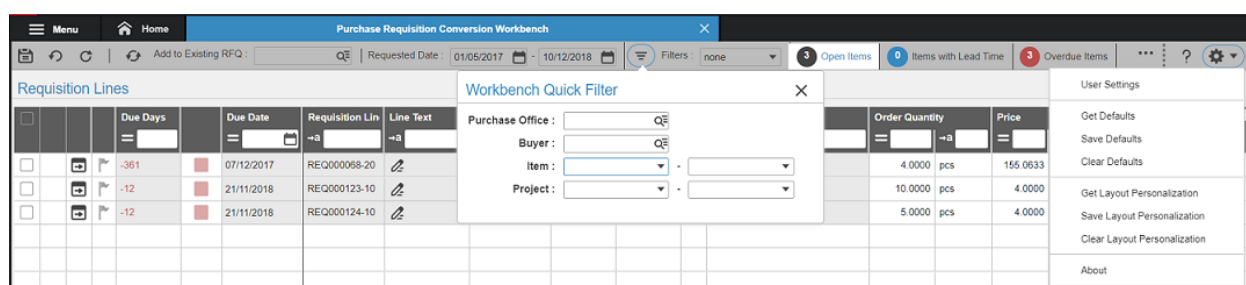 Menu Home Purchase Requisition Conversion Workbench
Add to Existing RFQ : Requested Date : 01/05/2017 - 10/12/2018 Filters : none 3 Open Items 0 Items with Lead Time 3 Overdue Items ... ?
Requisition Lines
Due Days Due Date Requisition Lin Line Text Order Quantity Price
= = →a →a = →a =
-361 07/12/2017 REQ000068-20 4.0000 pcs 155.0633
-12 21/11/2018 REQ000123-10 10.0000 pcs 4.0000
-12 21/11/2018 REQ000124-10 5.0000 pcs 4.0000
Workbench Quick Filter
Purchase Office :
Buyer :
Item : -
Project : -
User Settings
Get Defaults
Save Defaults
Clear Defaults
Get Layout Personalization
Save Layout Personalization
Clear Layout Personalization
About